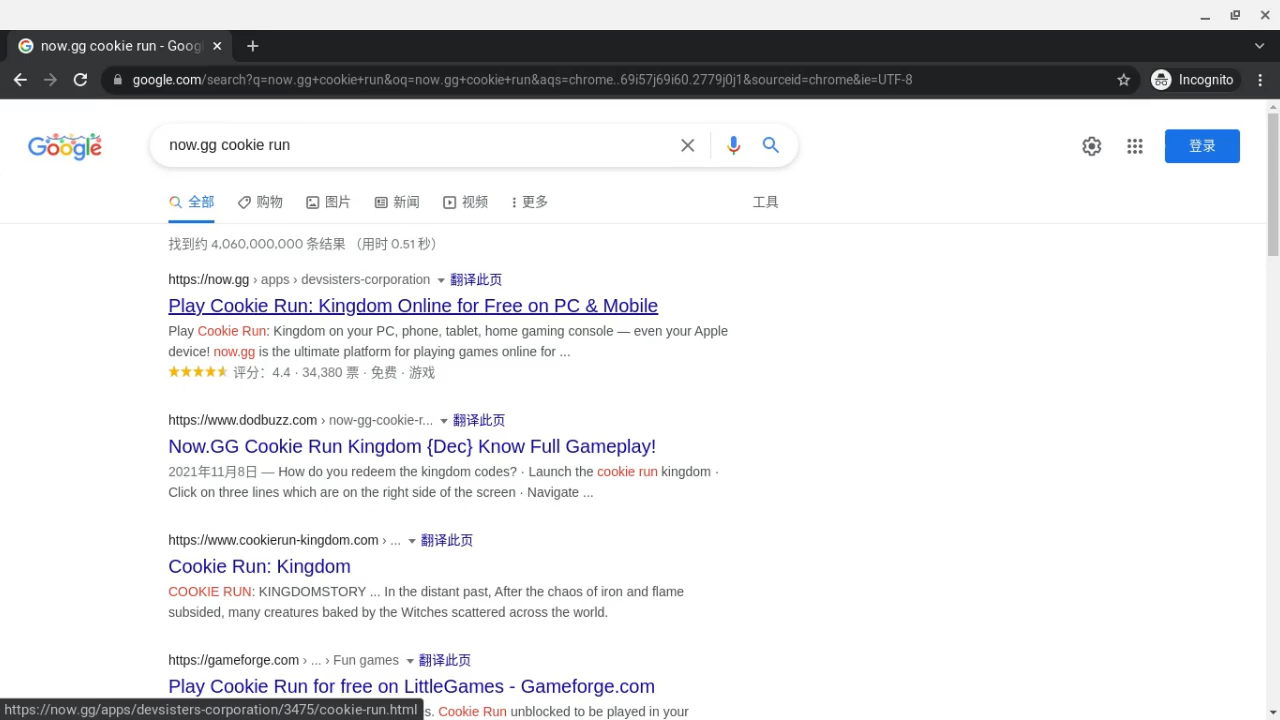 now.gg cookie run - Goog
google.com/search?q=now.gg+cookie+run&oq=now.gg+cookie+run&aqs=chrome..69i57j69i60.2779j0j1&sourceid=chrome&ie=UTF-8
Incognito
Google
now.gg cookie run
登录
全部 购物 图片 新闻 视频 更多 工具
找到约 4,060,000,000 条结果 （用时 0.51 秒）
https://now.gg › apps › devsisters-corporation 翻译此页
Play Cookie Run: Kingdom Online for Free on PC & Mobile
Play Cookie Run: Kingdom on your PC, phone, tablet, home gaming console — even your Apple
device! now.gg is the ultimate platform for playing games online for ...
评分：4.4 · 34,380 票 · 免费 · 游戏
https://www.dodbuzz.com › now-gg-cookie-r... 翻译此页
Now.GG Cookie Run Kingdom {Dec} Know Full Gameplay!
2021年11月8日 — How do you redeem the kingdom codes? · Launch the cookie run kingdom ·
Click on three lines which are on the right side of the screen · Navigate ...
https://www.cookierun-kingdom.com › ... 翻译此页
Cookie Run: Kingdom
COOKIE RUN: KINGDOMSTORY ... In the distant past, After the chaos of iron and flame
subsided, many creatures baked by the Witches scattered across the world.
https://gameforge.com › ... › Fun games 翻译此页
Play Cookie Run for free on LittleGames - Gameforge.com
s. Cookie Run unblocked to be played in your
https://now.gg/apps/devsisters-corporation/3475/cookie-run.html